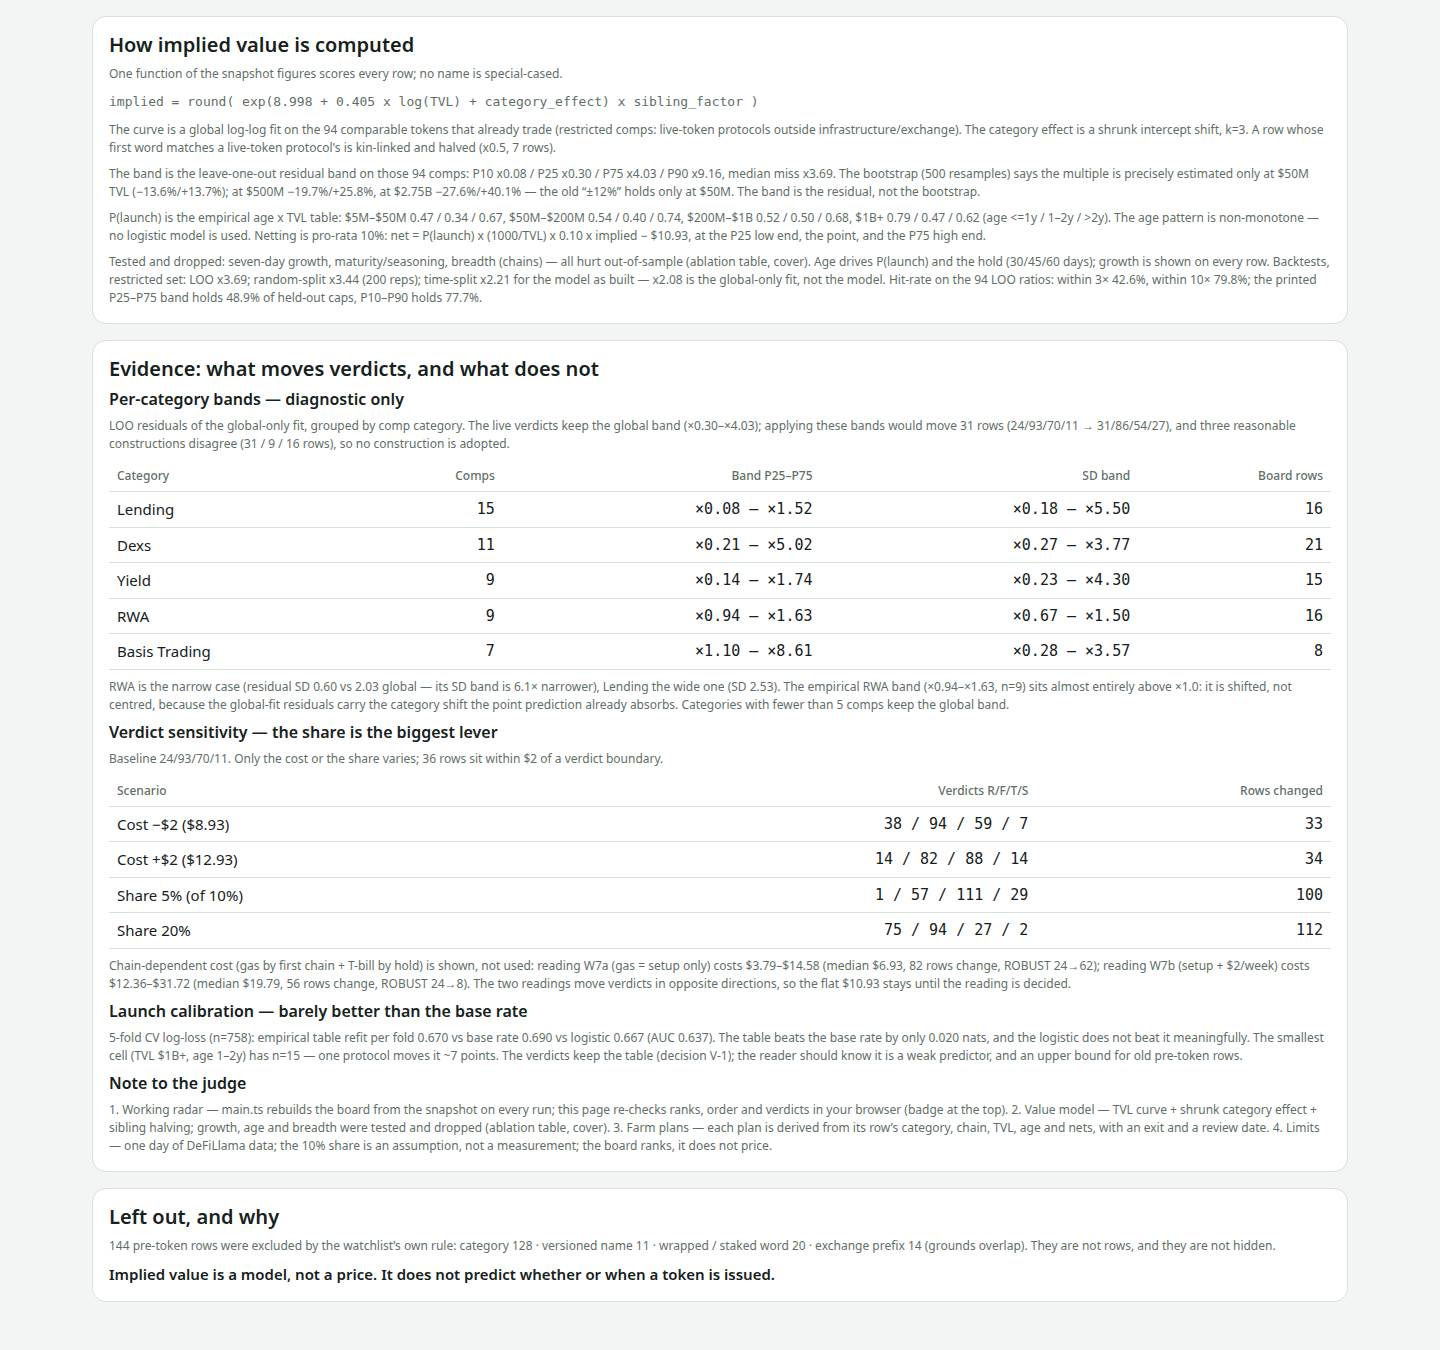 How implied value is computed
One function of the snapshot figures scores every row; no name is special-cased.
implied = round( exp(8.998 + 0.405 x log(TVL) + category_effect) x sibling_factor )
The curve is a global log-log fit on the 94 comparable tokens that already trade (restricted comps: live-token protocols outside infrastructure/exchange). The category effect is a shrunk intercept shift, k=3. A row whose
first word matches a live-token protocol's is kin-linked and halved (x0.5, 7 rows).
The band is the leave-one-out residual band on those 94 comps: P10 x0.08 / P25 x0.30 / P75 x4.03 / P90 x9.16, median miss x3.69. The bootstrap (500 resamples) says the multiple is precisely estimated only at $50M
TVL (−13.6%/+13.7%); at $500M −19.7%/+25.8%, at $2.75B −27.6%/+40.1% — the old “±12%” holds only at $50M. The band is the residual, not the bootstrap.
P(launch) is the empirical age x TVL table: $5M–$50M 0.47 / 0.34 / 0.67, $50M–$200M 0.54 / 0.40 / 0.74, $200M–$1B 0.52 / 0.50 / 0.68, $1B+ 0.79 / 0.47 / 0.62 (age <=1y / 1–2y / >2y). The age pattern is non-monotone —
no logistic model is used. Netting is pro-rata 10%: net = P(launch) x (1000/TVL) x 0.10 x implied − $10.93, at the P25 low end, the point, and the P75 high end.
Tested and dropped: seven-day growth, maturity/seasoning, breadth (chains) — all hurt out-of-sample (ablation table, cover). Age drives P(launch) and the hold (30/45/60 days); growth is shown on every row. Backtests,
restricted set: LOO x3.69; random-split x3.44 (200 reps); time-split x2.21 for the model as built — x2.08 is the global-only fit, not the model. Hit-rate on the 94 LOO ratios: within 3× 42.6%, within 10× 79.8%; the printed
P25–P75 band holds 48.9% of held-out caps, P10–P90 holds 77.7%.
Evidence: what moves verdicts, and what does not
Per-category bands — diagnostic only
LOO residuals of the global-only fit, grouped by comp category. The live verdicts keep the global band (×0.30–×4.03); applying these bands would move 31 rows (24/93/70/11 → 31/86/54/27), and three reasonable
constructions disagree (31 / 9 / 16 rows), so no construction is adopted.
Category Comps Band P25–P75 SD band Board rows
Lending 15 ×0.08 – ×1.52 ×0.18 – ×5.50 16
Dexs 11 ×0.21 – ×5.02 ×0.27 – ×3.77 21
Yield 9 ×0.14 – ×1.74 ×0.23 – ×4.30 15
RWA 9 ×0.94 – ×1.63 ×0.67 – ×1.50 16
Basis Trading 7 ×1.10 – ×8.61 ×0.28 – ×3.57 8
RWA is the narrow case (residual SD 0.60 vs 2.03 global — its SD band is 6.1× narrower), Lending the wide one (SD 2.53). The empirical RWA band (×0.94–×1.63, n=9) sits almost entirely above ×1.0: it is shifted, not
centred, because the global-fit residuals carry the category shift the point prediction already absorbs. Categories with fewer than 5 comps keep the global band.
Verdict sensitivity — the share is the biggest lever
Baseline 24/93/70/11. Only the cost or the share varies; 36 rows sit within $2 of a verdict boundary.
Scenario Verdicts R/F/T/S Rows changed
Cost −$2 ($8.93) 38 / 94 / 59 / 7 33
Cost +$2 ($12.93) 14 / 82 / 88 / 14 34
Share 5% (of 10%) 1 / 57 / 111 / 29 100
Share 20% 75 / 94 / 27 / 2 112
Chain-dependent cost (gas by first chain + T-bill by hold) is shown, not used: reading W7a (gas = setup only) costs $3.79–$14.58 (median $6.93, 82 rows change, ROBUST 24→62); reading W7b (setup + $2/week) costs
$12.36–$31.72 (median $19.79, 56 rows change, ROBUST 24→8). The two readings move verdicts in opposite directions, so the flat $10.93 stays until the reading is decided.
Launch calibration — barely better than the base rate
5-fold CV log-loss (n=758): empirical table refit per fold 0.670 vs base rate 0.690 vs logistic 0.667 (AUC 0.637). The table beats the base rate by only 0.020 nats, and the logistic does not beat it meaningfully. The smallest
cell (TVL $1B+, age 1–2y) has n=15 — one protocol moves it ~7 points. The verdicts keep the table (decision V-1); the reader should know it is a weak predictor, and an upper bound for old pre-token rows.
Note to the judge
1. Working radar — main.ts rebuilds the board from the snapshot on every run; this page re-checks ranks, order and verdicts in your browser (badge at the top). 2. Value model — TVL curve + shrunk category effect +
sibling halving; growth, age and breadth were tested and dropped (ablation table, cover). 3. Farm plans — each plan is derived from its row's category, chain, TVL, age and nets, with an exit and a review date. 4. Limits
— one day of DeFiLlama data; the 10% share is an assumption, not a measurement; the board ranks, it does not price.
Left out, and why
144 pre-token rows were excluded by the watchlist's own rule: category 128 · versioned name 11 · wrapped / staked word 20 · exchange prefix 14 (grounds overlap). They are not rows, and they are not hidden.
Implied value is a model, not a price. It does not predict whether or when a token is issued.